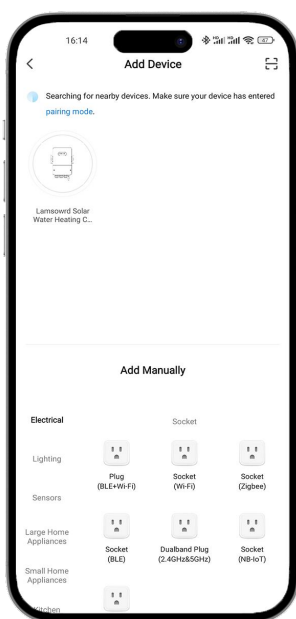 16:14
47
Add Device
Searching for nearby devices. Make sure your device has entered
pairing mode.
Lamsowrd Solar
Water Heating C...
Add Manually
Electrical
Socket
Lighting
Plug
(BLE+Wi-Fi)
Socket
(Wi-Fi)
Socket
(Zigbee)
Sensors
Large Home
Appliances
Socket
(BLE)
Dualband Plug
(2.4GHz&5GHz)
Socket
(NB-IoT)
Small Home
Appliances
Kitchen